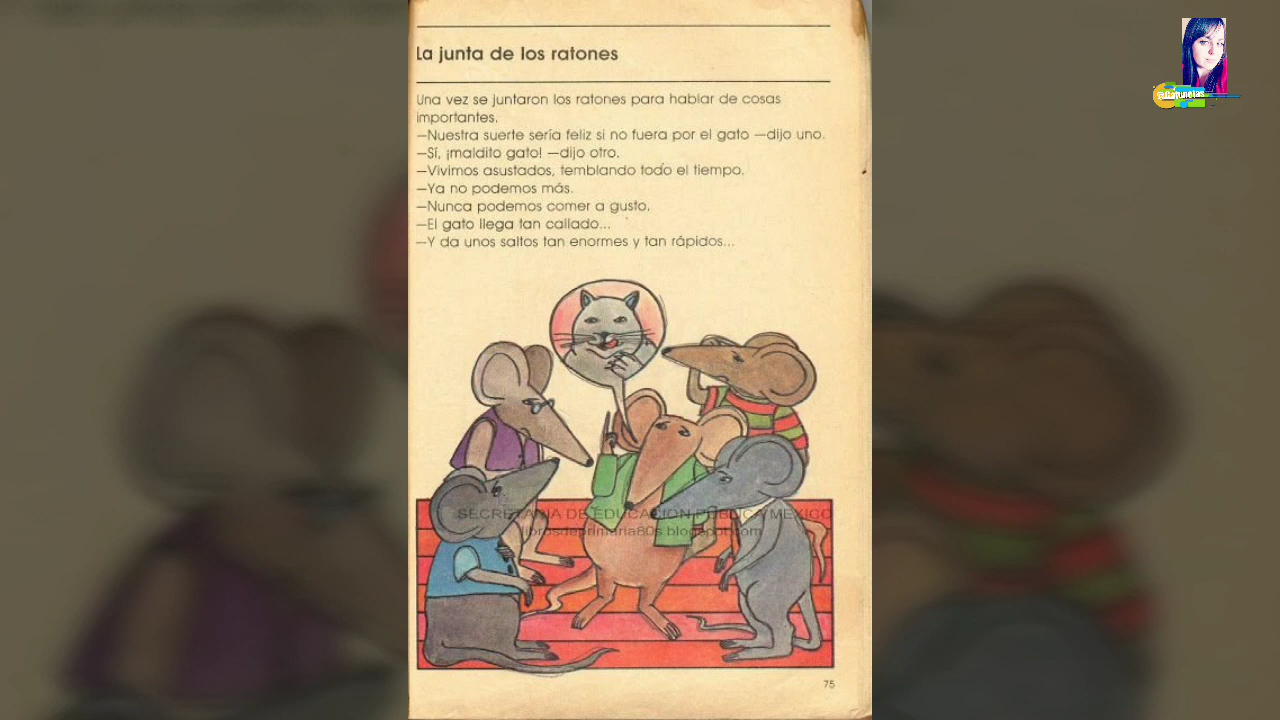 La junta de los ratones
Una vez se juntaron los ratones para hablar de cosas
importantes.
—Nuestra suerte sería feliz si no fuera por el gato —dijo uno.
—Sí, ¡maldito gato! —dijo otro.
—Vivimos asustados, temblando todo el tiempo.
—Ya no podemos más.
—Nunca podemos comer a gusto.
—El gato llega tan callado...
—Y da unos saltos tan enormes y tan rápidos...
SECRETARIA DE EDUCACION PUBLICA MEXICO
librosdeprimaria80s.blogspot.com
75